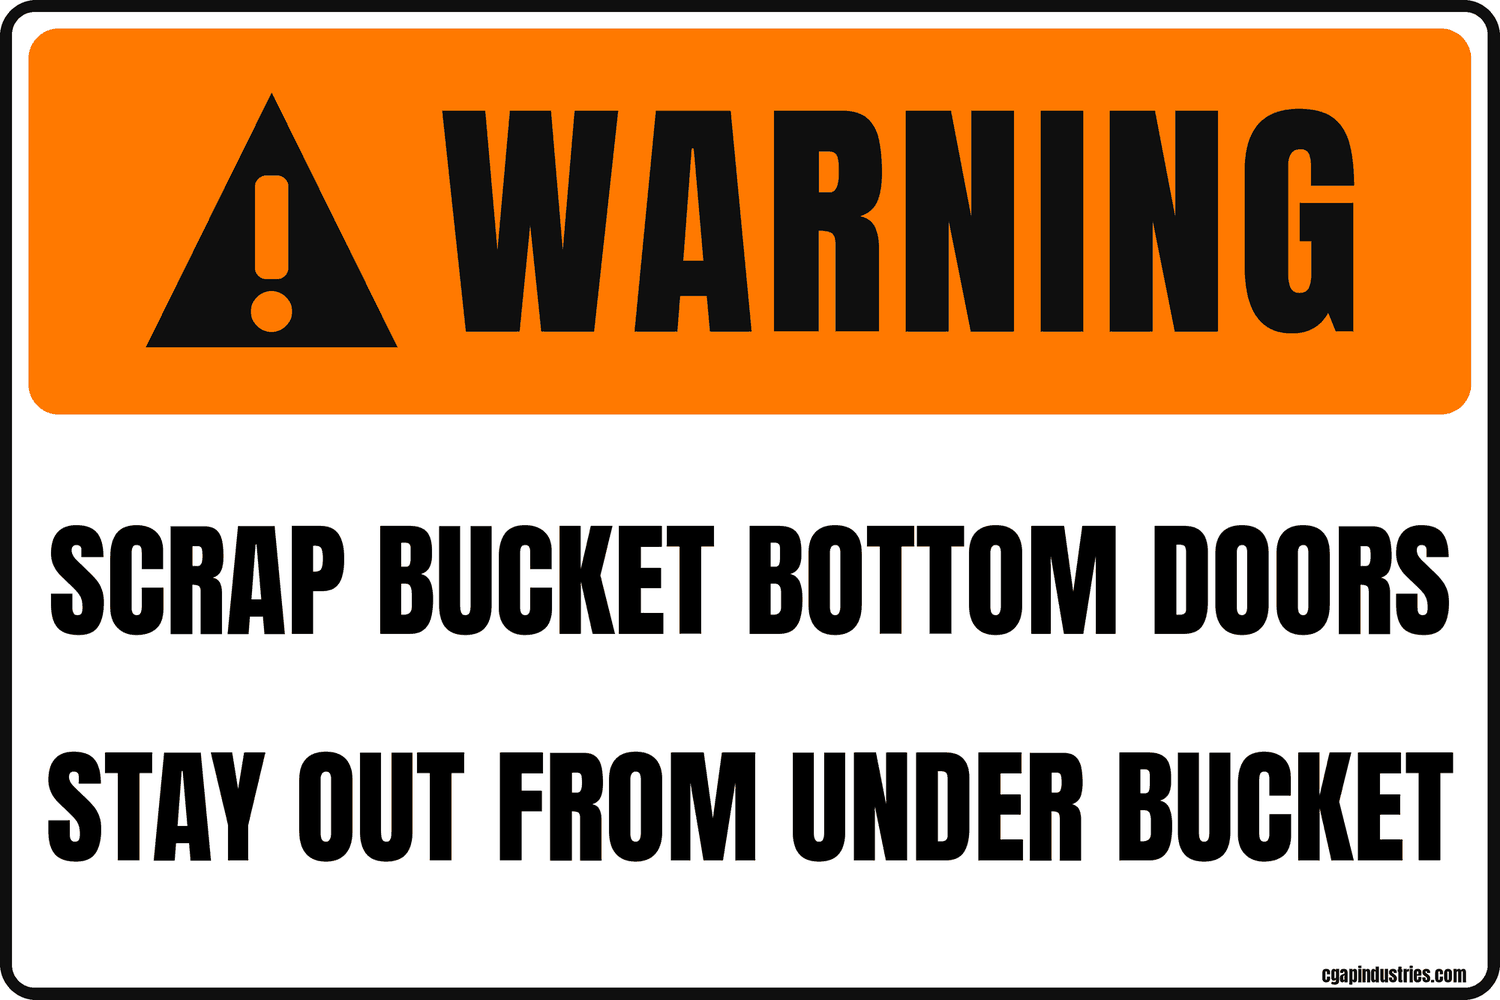 WARNING
SCRAP BUCKET BOTTOM DOORS
STAY OUT FROM UNDER BUCKET
cgapindustries.com